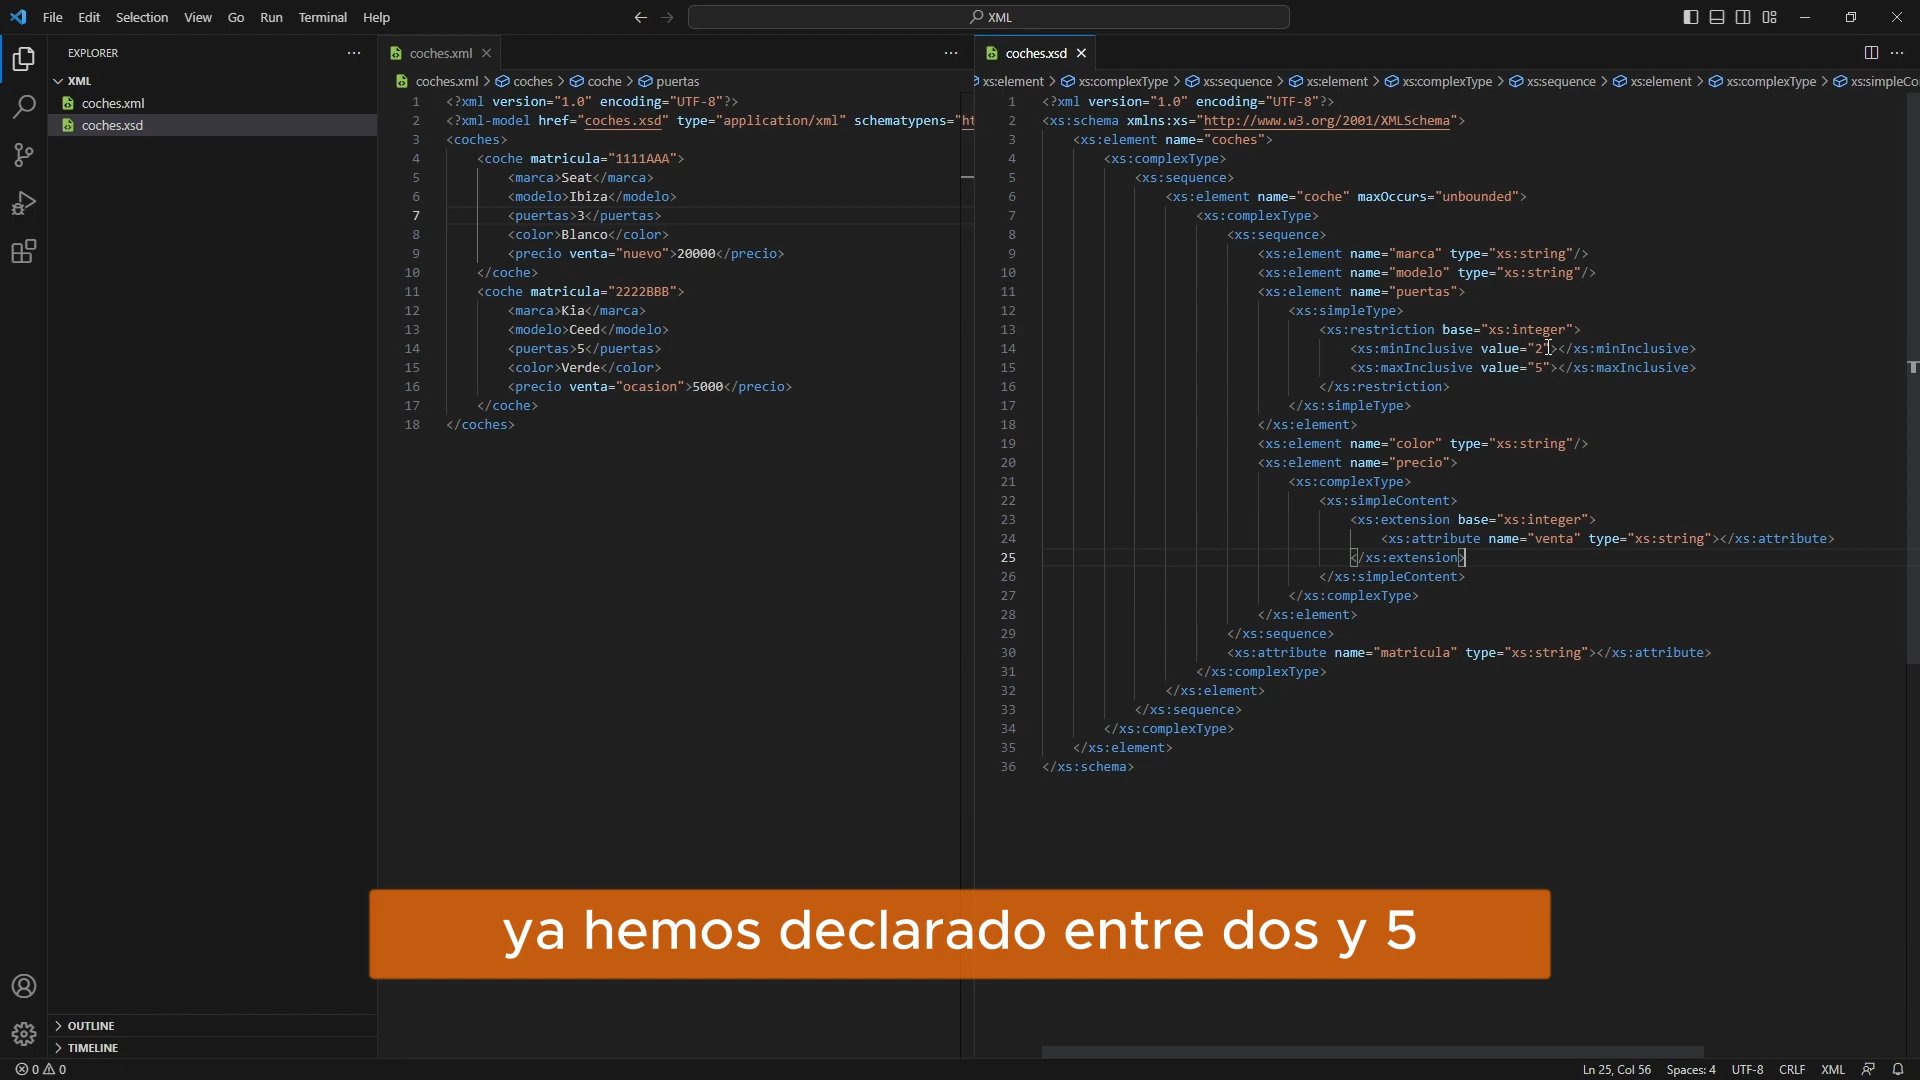 File Edit Selection View Go Run Terminal Help
XML
EXPLORER
XML
coches.xml
coches.xsd
OUTLINE
TIMELINE
coches.xml
coches.xml > coches > coche > puertas
1 <?xml version="1.0" encoding="UTF-8"?>
2 <?xml-model href="coches.xsd" type="application/xml" schematypens="ht
3 <coches>
4 <coche matricula="1111AAA">
5 <marca>Seat</marca>
6 <modelo>Ibiza</modelo>
7 <puertas>3</puertas>
8 <color>Blanco</color>
9 <precio venta="nuevo">20000</precio>
10 </coche>
11 <coche matricula="2222BBB">
12 <marca>Kia</marca>
13 <modelo>Ceed</modelo>
14 <puertas>5</puertas>
15 <color>Verde</color>
16 <precio venta="ocasion">5000</precio>
17 </coche>
18 </coches>
coches.xsd
xs:element > xs:complexType > xs:sequence > xs:element > xs:complexType > xs:sequence > xs:element > xs:complexType > xs:simpleCo
1 <?xml version="1.0" encoding="UTF-8"?>
2 <xs:schema xmlns:xs="http://www.w3.org/2001/XMLSchema">
3 <xs:element name="coches">
4 <xs:complexType>
5 <xs:sequence>
6 <xs:element name="coche" maxOccurs="unbounded">
7 <xs:complexType>
8 <xs:sequence>
9 <xs:element name="marca" type="xs:string"/>
10 <xs:element name="modelo" type="xs:string"/>
11 <xs:element name="puertas">
12 <xs:simpleType>
13 <xs:restriction base="xs:integer">
14 <xs:minInclusive value="2"></xs:minInclusive>
15 <xs:maxInclusive value="5"></xs:maxInclusive>
16 </xs:restriction>
17 </xs:simpleType>
18 </xs:element>
19 <xs:element name="color" type="xs:string"/>
20 <xs:element name="precio">
21 <xs:complexType>
22 <xs:simpleContent>
23 <xs:extension base="xs:integer">
24 <xs:attribute name="venta" type="xs:string"></xs:attribute>
25 </xs:extension>
26 </xs:simpleContent>
27 </xs:complexType>
28 </xs:element>
29 </xs:sequence>
30 <xs:attribute name="matricula" type="xs:string"></xs:attribute>
31 </xs:complexType>
32 </xs:element>
33 </xs:sequence>
34 </xs:complexType>
35 </xs:element>
36 </xs:schema>
ya hemos declarado entre dos y 5
0 0
Ln 25, Col 56 Spaces: 4 UTF-8 CRLF XML